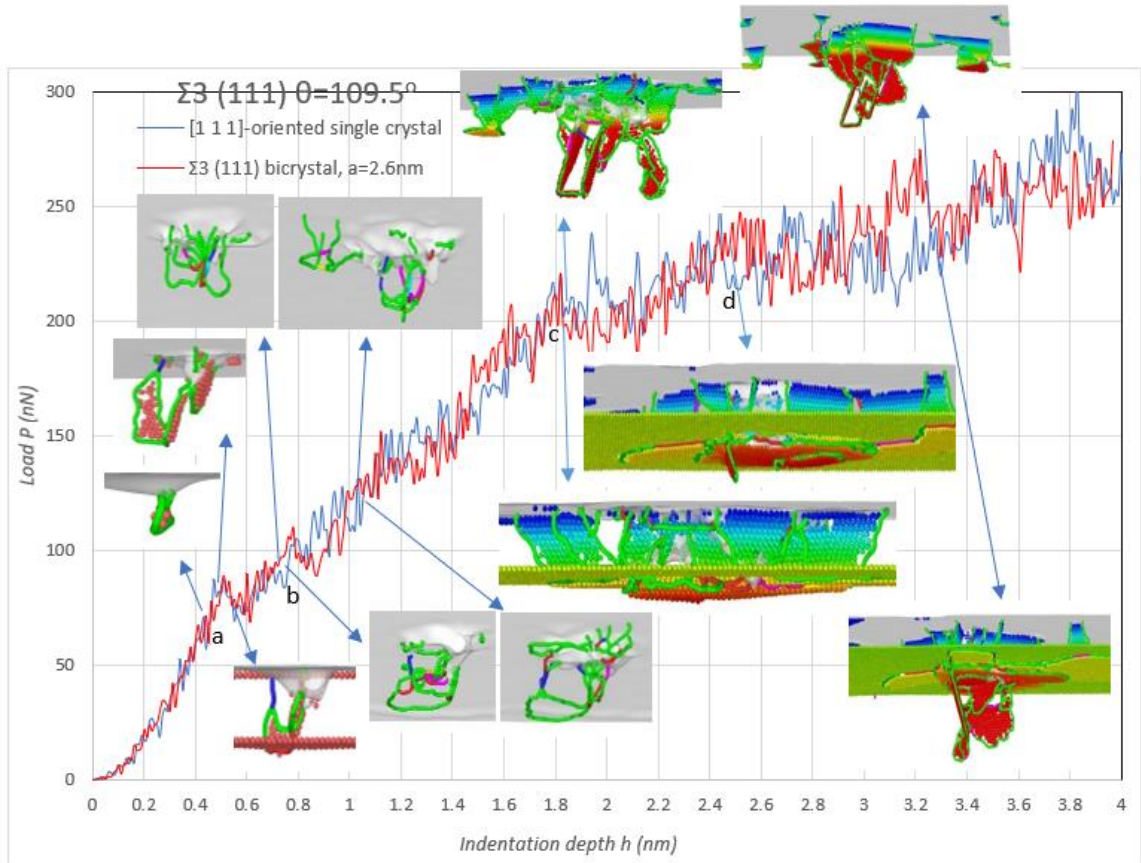 Σ3 (111) θ=109.5°
[1 1 1]-oriented single crystal
Σ3 (111) bicrystal, a=2.6nm
Load P (nN)
300
250
200
150
100
50
0
a
b
c
d
0 0.2 0.4 0.6 0.8 1 1.2 1.4 1.6 1.8 2 2.2 2.4 2.6 2.8 3 3.2 3.4 3.6 3.8 4
Indentation depth h (nm)